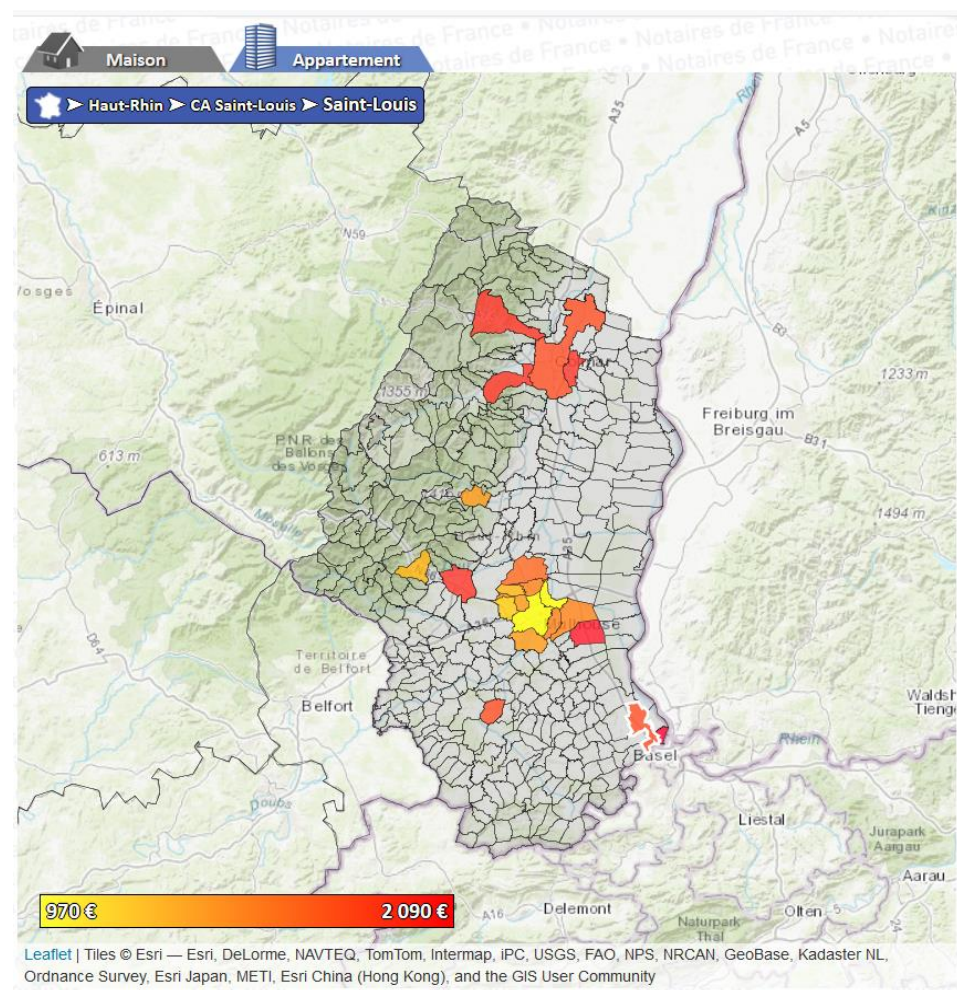 Notaires de France • Notaires de France • Notaires de France
Maison
Appartement
Haut-Rhin CA Saint-Louis Saint-Louis
A35
A5
N59
Vosges
Épinal
B3
1233 m
1355 m
Freiburg im
Breisgau
B31
P.N.R. des
Ballons
des Vosges
613 m
1494 m
Moselle
A35
D64
Territoire
de Belfort
Belfort
Basel
Rhein
Doubs
Liestal
Jurapark
Aargau
Aarau
970 €
2 090 €
A16
Delemont
Olten
Naturpark
Thal
Leaflet | Tiles © Esri — Esri, DeLorme, NAVTEQ, TomTom, Intermap, iPC, USGS, FAO, NPS, NRCAN, GeoBase, Kadaster NL,
Ordnance Survey, Esri Japan, METI, Esri China (Hong Kong), and the GIS User Community